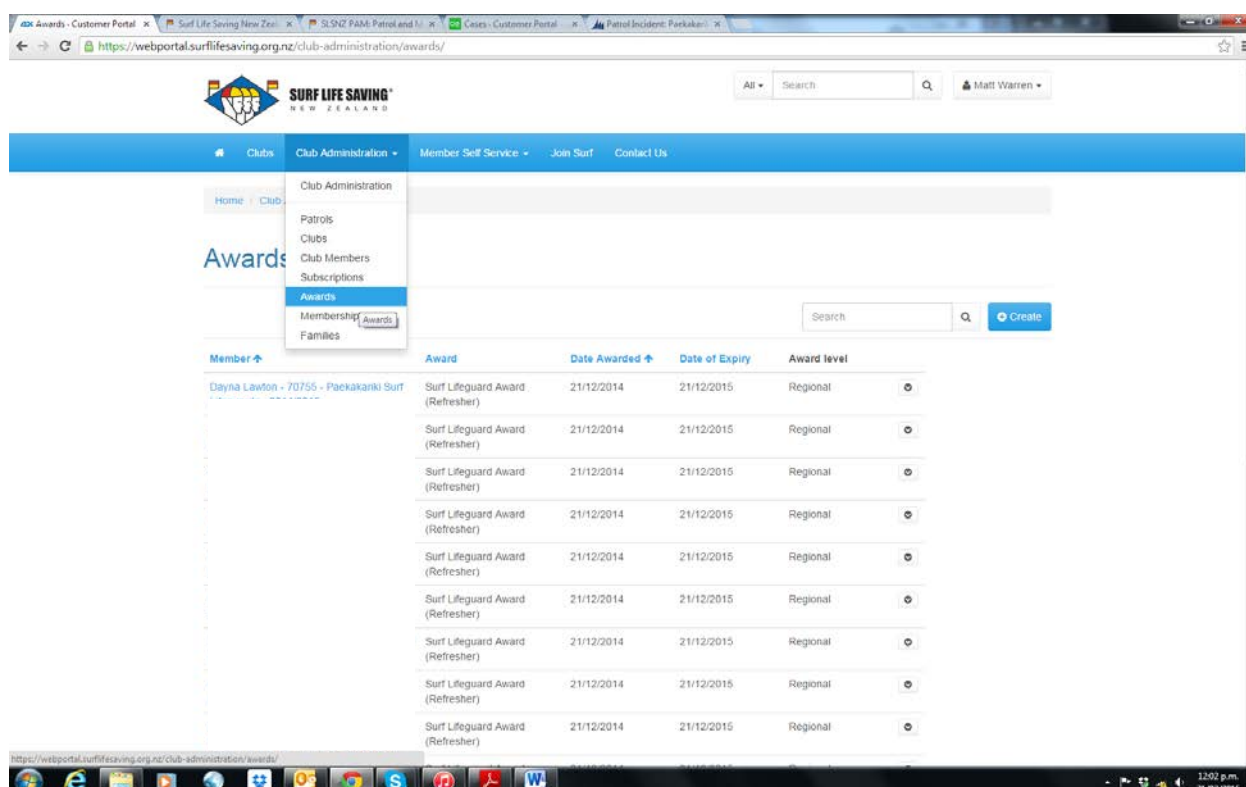 Awards - Customer Portal
Surf Life Saving New Zeal
SLSNZ PAM: Patrol and M
Cases - Customer Portal
Patrol Incident: Paekakari
https://webportal.surflifesaving.org.nz/club-administration/awards/
SURF LIFE SAVING
NEW ZEALAND
All
Search
Matt Warren
Clubs
Club Administration
Member Self Service
Join Surf
Contact Us
Club Administration
Home / Club
Patrols
Clubs
Awards
Club Members
Subscriptions
Awards
Membership
Awards
Families
Search
Create
Member
Award
Date Awarded
Date of Expiry
Award level
Dayna Lawton - 70755 - Paekakariki Surf
Surf Lifeguard Award (Refresher) 21/12/2014 21/12/2015 Regional
Surf Lifeguard Award (Refresher) 21/12/2014 21/12/2015 Regional
Surf Lifeguard Award (Refresher) 21/12/2014 21/12/2015 Regional
Surf Lifeguard Award (Refresher) 21/12/2014 21/12/2015 Regional
Surf Lifeguard Award (Refresher) 21/12/2014 21/12/2015 Regional
Surf Lifeguard Award (Refresher) 21/12/2014 21/12/2015 Regional
Surf Lifeguard Award (Refresher) 21/12/2014 21/12/2015 Regional
Surf Lifeguard Award (Refresher) 21/12/2014 21/12/2015 Regional
Surf Lifeguard Award (Refresher) 21/12/2014 21/12/2015 Regional
https://webportal.surflifesaving.org.nz/club-administration/awards/
12:02 p.m.